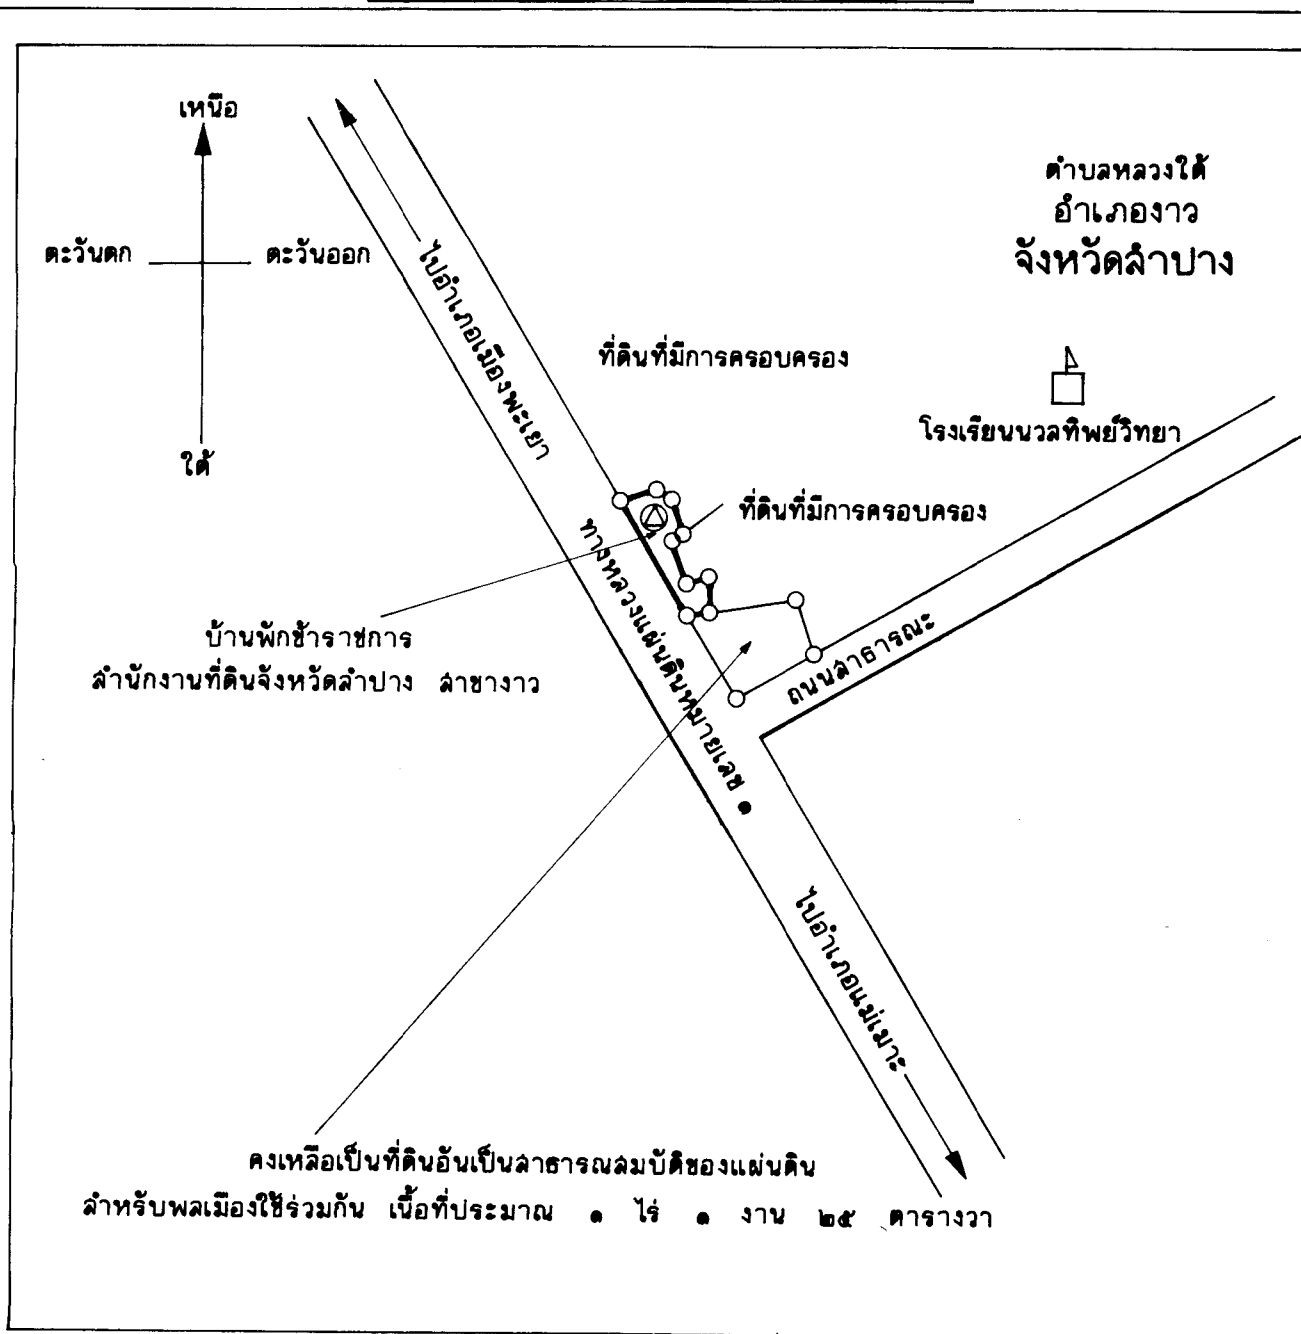 เหนือ
ตะวันตก
ตะวันออก
ใต้
ตำบลหลวงใต้
อำเภองาว
จังหวัดลำปาง
ไปอำเภอเมืองพะเยา
ที่ดินที่มีการครอบครอง
โรงเรียนนวลทิพย์วิทยา
ที่ดินที่มีการครอบครอง
ทางหลวงแผ่นดินหมายเลข ๑
บ้านพักข้าราชการ
สำนักงานที่ดินจังหวัดลำปาง สาขางาว
ถนนสาธารณะ
ไปอำเภอแม่เมาะ
คงเหลือเป็นที่ดินอันเป็นสาธารณสมบัติของแผ่นดิน
สำหรับพลเมืองใช้ร่วมกัน เนื้อที่ประมาณ ๑ ไร่ ๑ งาน ๒๕ ตารางวา